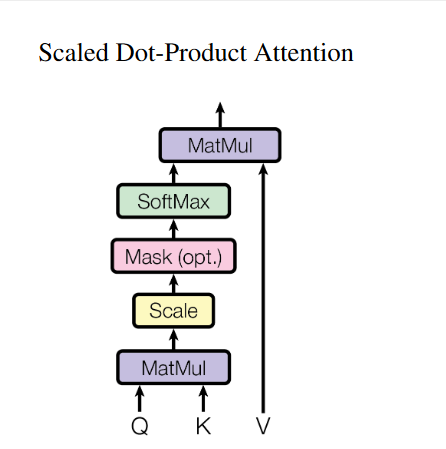 Scaled Dot-Product Attention
MatMul
SoftMax
Mask (opt.)
Scale
MatMul
Q K V